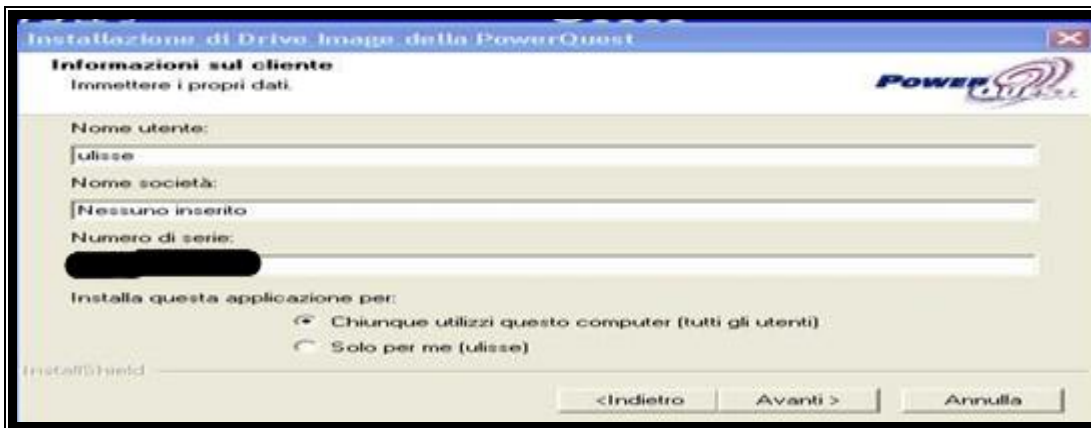 Installazione di Drive Image della PowerQuest
Informazioni sul cliente
Immettere i propri dati.
POWERQUEST
Nome utente:
ulisse
Nome società:
Nessuno inserito
Numero di serie:
Installa questa applicazione per:
Chiunque utilizzi questo computer (tutti gli utenti)
Solo per me (ulisse)
InstallShield
<Indietro
Avanti >
Annulla